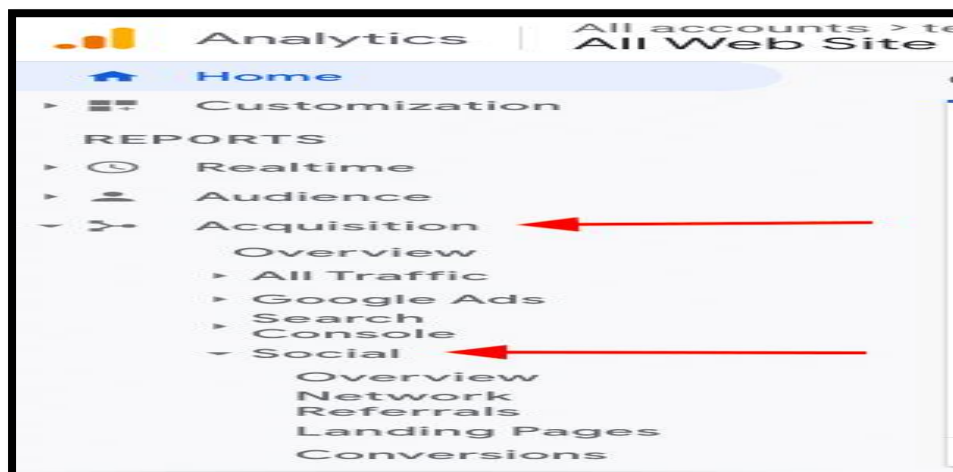 Analytics
All accounts > te
All Web Site
Home
Customization
REPORTS
Realtime
Audience
Acquisition
Overview
All Traffic
Google Ads
Search
Console
Social
Overview
Network
Referrals
Landing Pages
Conversions